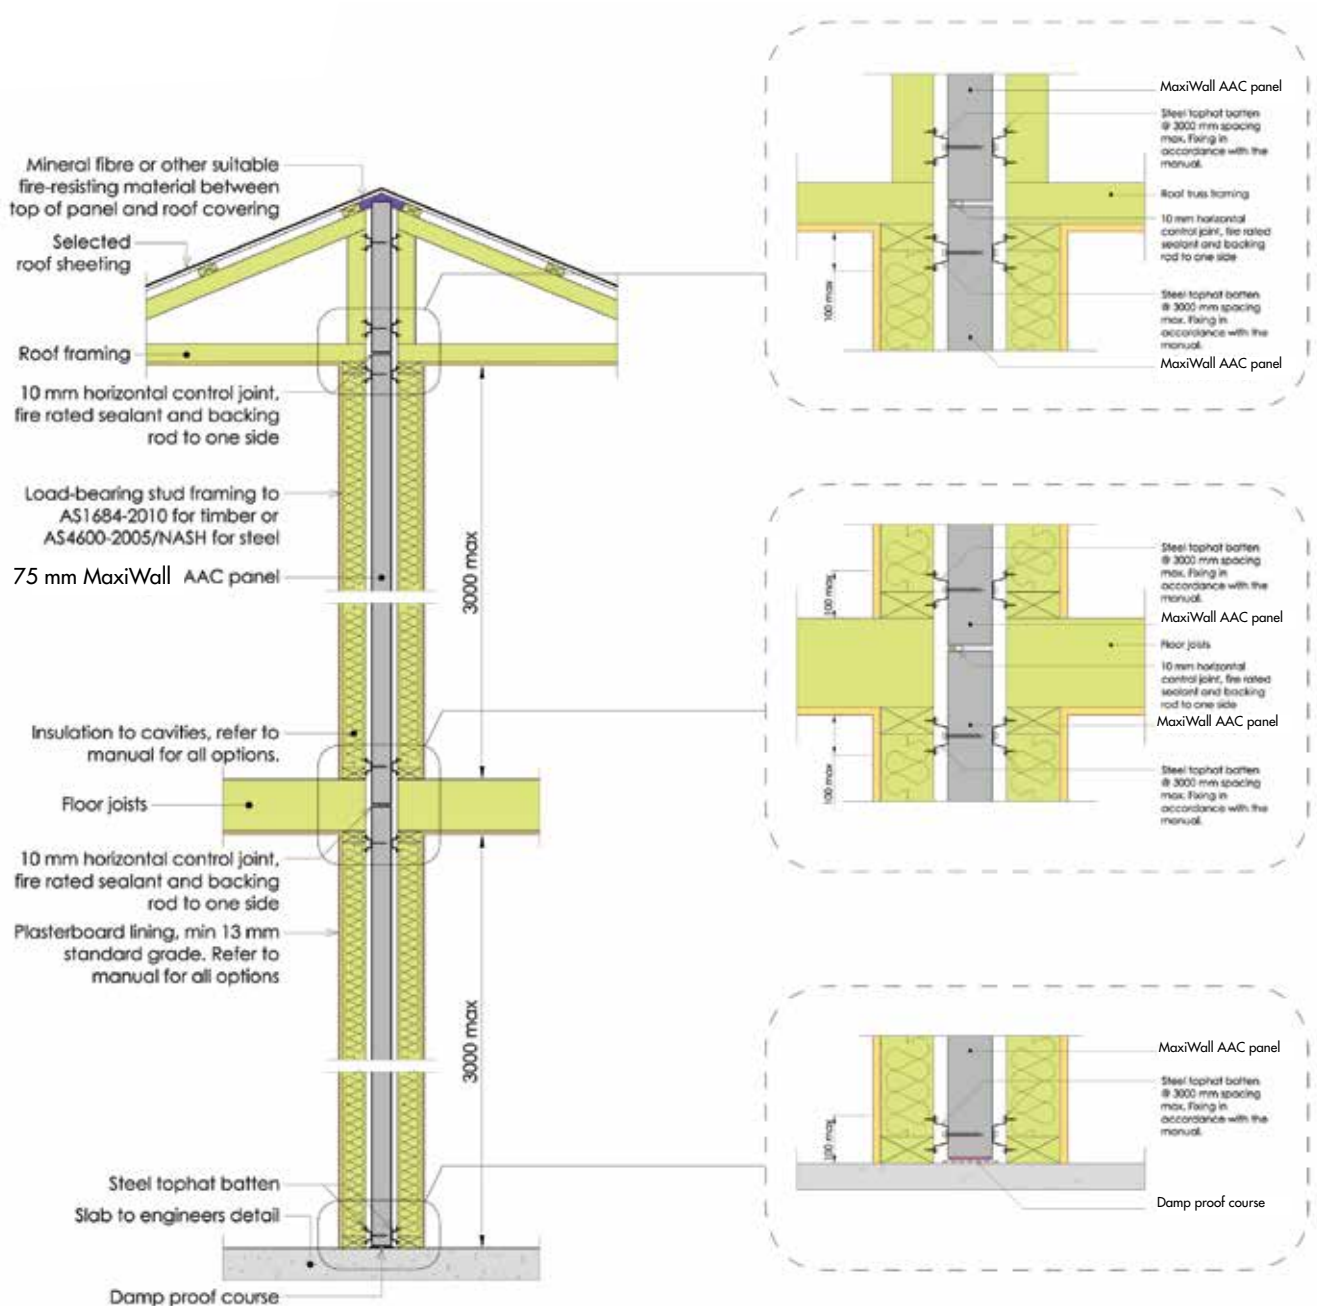 Mineral fibre or other suitable
fire-resisting material between
top of panel and roof covering
Selected
roof sheeting
Roof framing
10 mm horizontal control joint,
fire rated sealant and backing
rod to one side
Load-bearing stud framing to
AS1684-2010 for timber or
AS4600-2005/NASH for steel
75 mm MaxiWall AAC panel
3000 max
Insulation to cavities, refer to
manual for all options.
Floor joists
10 mm horizontal control joint,
fire rated sealant and backing
rod to one side
Plasterboard lining, min 13 mm
standard grade. Refer to
manual for all options
3000 max
Steel tophat batten
Slab to engineers detail
Damp proof course
MaxiWall AAC panel
Steel tophat batten
@ 3000 mm spacing
max. Fixing in
accordance with the
manual.
Roof truss framing
10 mm horizontal
control joint, fire rated
sealant and backing
rod to one side
100 max
Steel tophat batten
@ 3000 mm spacing
max. Fixing in
accordance with the
manual.
MaxiWall AAC panel
Steel tophat batten
@ 3000 mm spacing
max. Fixing in
accordance with the
manual.
100 max
MaxiWall AAC panel
Floor joists
10 mm horizontal
control joint, fire rated
sealant and backing
rod to one side
MaxiWall AAC panel
100 max
Steel tophat batten
@ 3000 mm spacing
max. Fixing in
accordance with the
manual.
MaxiWall AAC panel
Steel tophat batten
@ 3000 mm spacing
max. Fixing in
accordance with the
manual.
100 max
Damp proof course